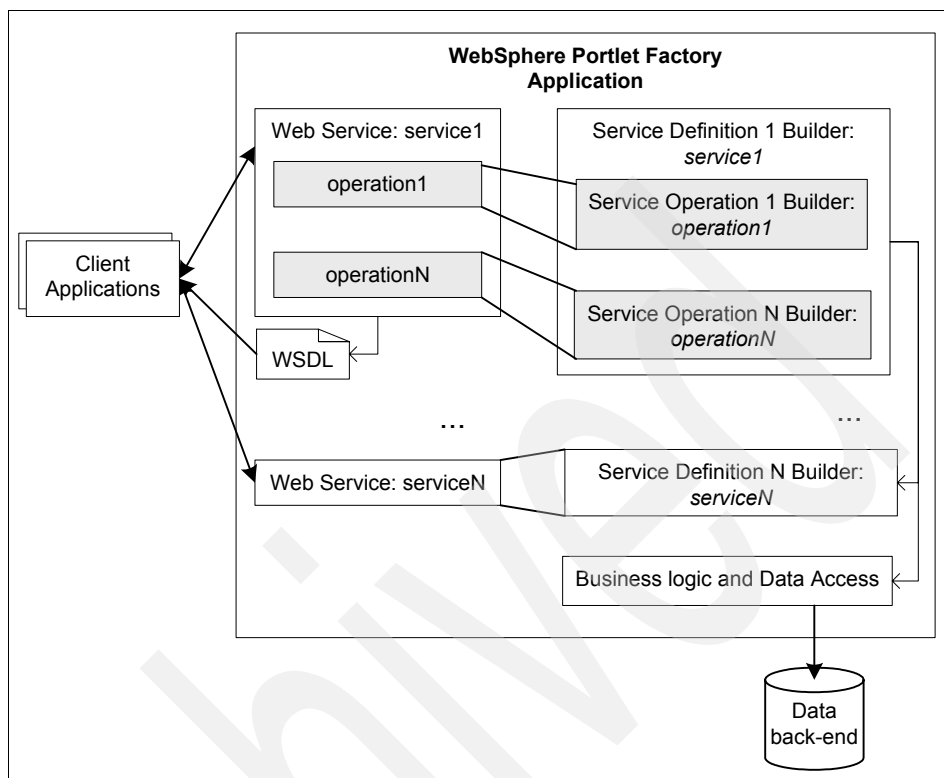 WebSphere Portlet Factory
Application
Web Service: service1
operation1
operationN
Service Definition 1 Builder:
service1
Service Operation 1 Builder:
operation1
Service Operation N Builder:
operationN
Client
Applications
WSDL
...
...
Web Service: serviceN
Service Definition N Builder:
serviceN
Business logic and Data Access
Data
back-end
hived